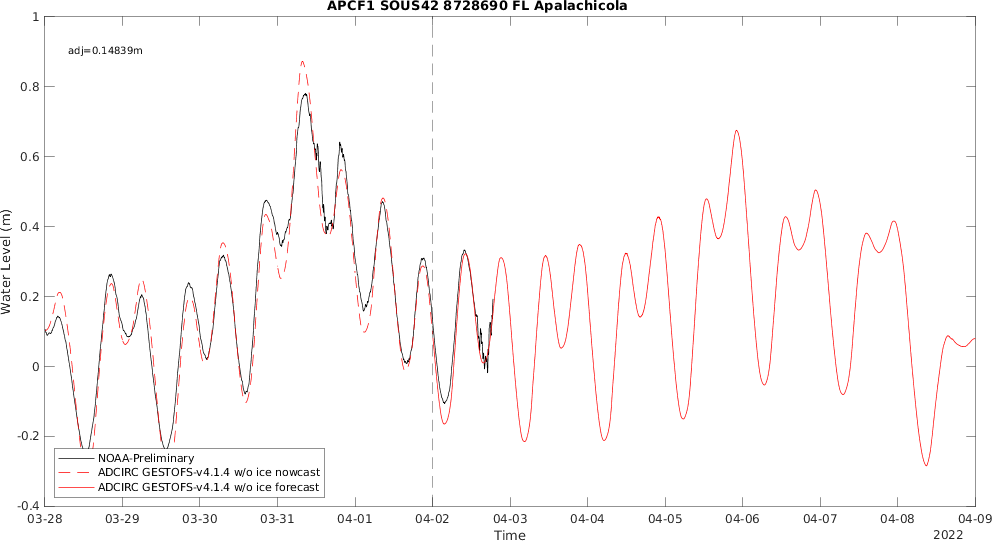 APCF1 SOUS42 8728690 FL Apalachicola
adj=0.14839m
1
0.8
0.6
0.4
0.2
0
-0.2
-0.4
Water Level (m)
NOAA-Preliminary
ADCIRC GESTOFS-v4.1.4 w/o ice nowcast
ADCIRC GESTOFS-v4.1.4 w/o ice forecast
03-28 03-29 03-30 03-31 04-01 04-02 04-03 04-04 04-05 04-06 04-07 04-08 04-09
Time
2022